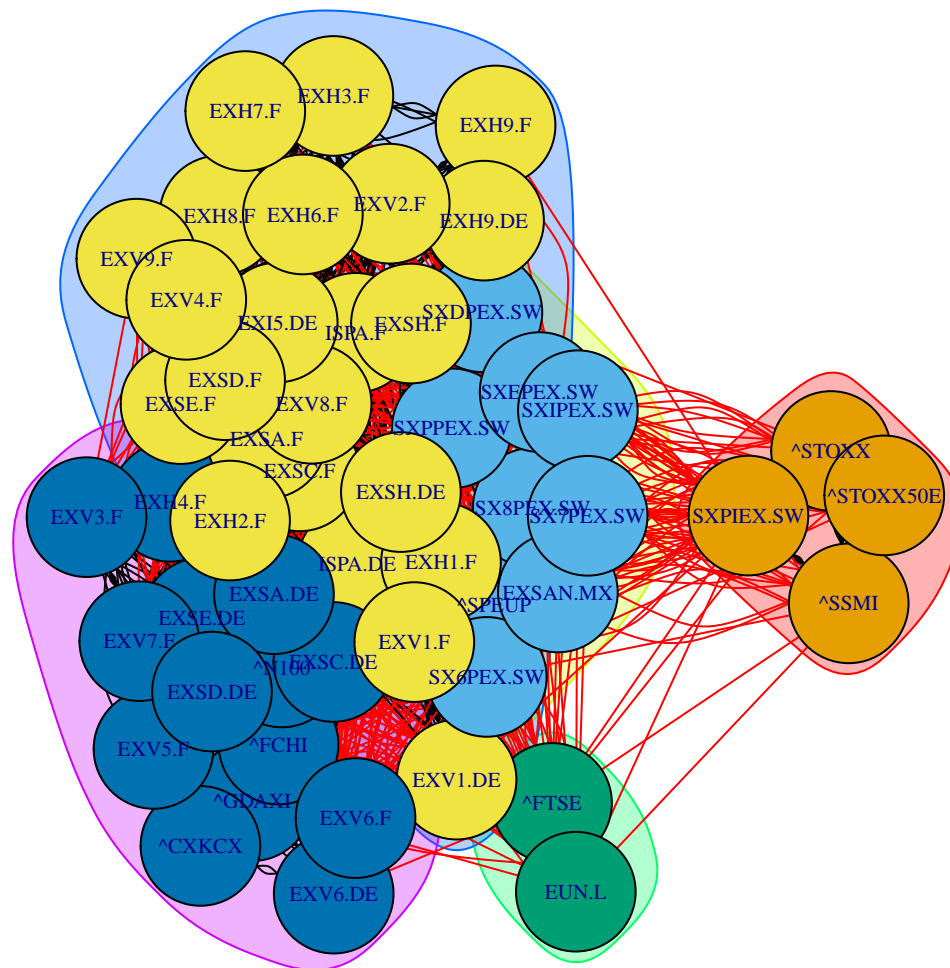 EXH3.F
EXH7.F
EXH9.F
EXV2.F
EXH8.F
EXH6.F
EXH9.DE
EXV9.F
EXV4.F
SXDPEX.SW
EXI5.DE
EXSH.F
ISPA.F
EXSD.F
SXEPEX.SW
EXSE.F
EXV8.F
SXIPEX.SW
SXPPEX.SW
EXSA.F
^STOXX
EXSC.F
EXSH.DE
^STOXX50E
EXH4.F
EXV3.F
EXH2.F
SX8PEX.SW
SX7PEX.SW
SXPIEX.SW
ISPA.DE
EXH1.F
EXSA.DE
EXSAN.MX
^SPEUP
^SSMI
EXSE.DE
EXV7.F
EXV1.F
^N100
EXSC.DE
SX6PEX.SW
EXSD.DE
EXV5.F
^FCHI
EXV1.DE
^GDAXI
^FTSE
EXV6.F
^CXKCX
EXV6.DE
EUN.L